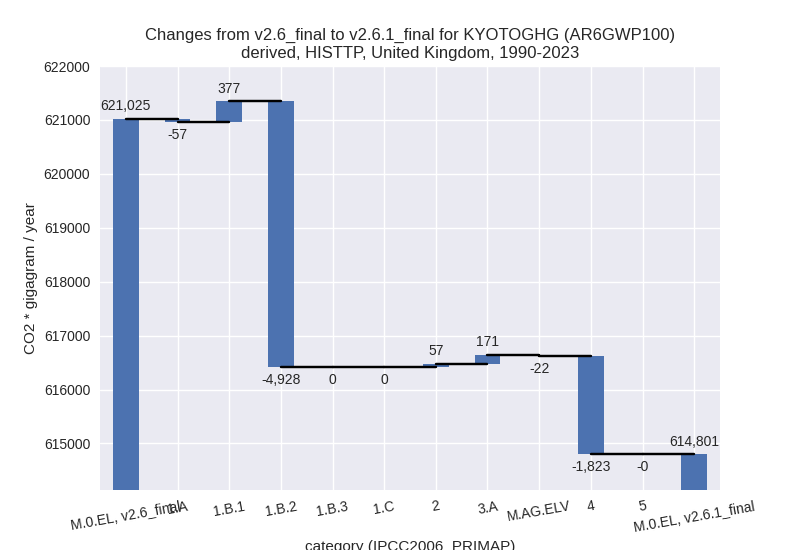 Changes from v2.6_final to v2.6.1_final for KYOTOGHG (AR6GWP100)
derived, HISTTP, United Kingdom, 1990-2023
622000
621000
620000
619000
618000
617000
616000
615000
CO2 * gigagram / year
621,025
-57
377
-4,928
0
0
57
171
-22
-1,823
-0
614,801
M.0.EL, v2.6_final
1.A
1.B.1
1.B.2
1.B.3
1.C
2
3.A
M.AG.ELV
4
5
M.0.EL, v2.6.1_final
category (IPCC2006_PRIMAP)